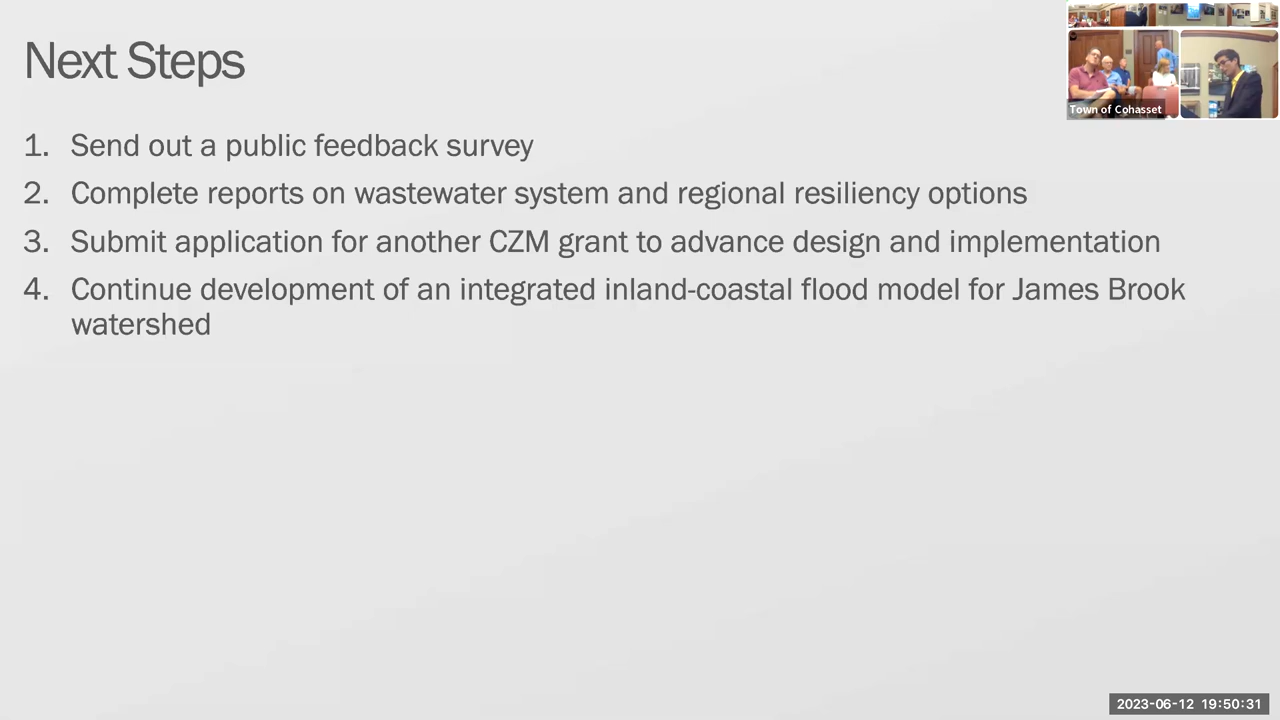 Next Steps
1. Send out a public feedback survey
2. Complete reports on wastewater system and regional resiliency options
3. Submit application for another CZM grant to advance design and implementation
4. Continue development of an integrated inland-coastal flood model for James Brook
watershed
Town of Cohasset
2023-06-12 19:50:31